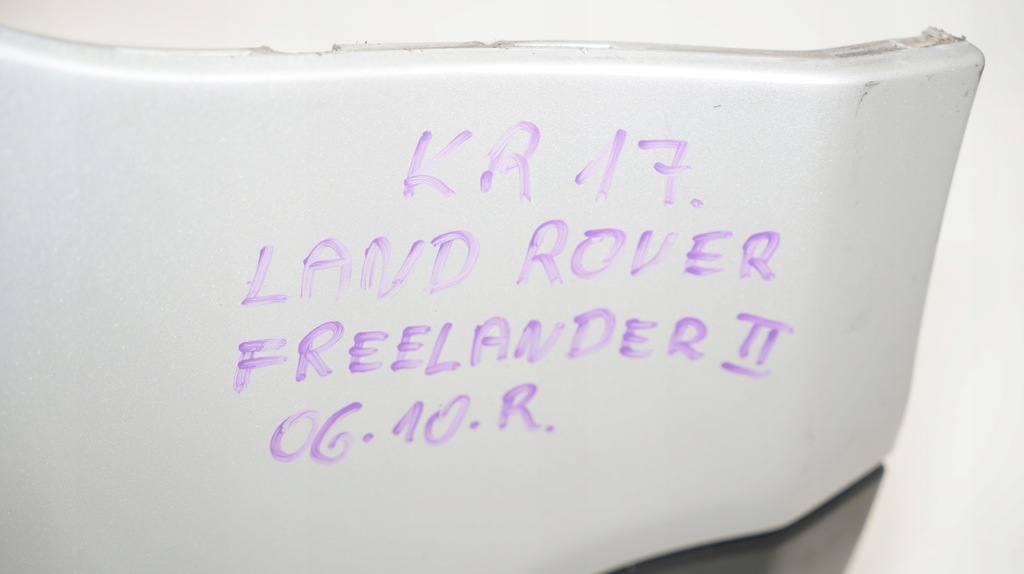 KR 17.
LAND ROVER
FREELANDER II
06.10.R.